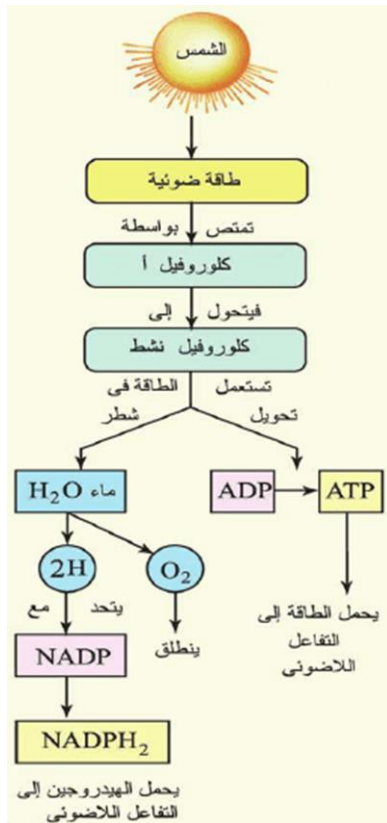 الشمس
طاقة ضوئية
تمتص بواسطة
كلوروفيل أ
فيتحول إلى
كلوروفيل نشط
تستعمل الطاقة فى
تحويل شطر
ماء H₂O
ADP
ATP
2H
O₂
يتحد مع
ينطلق
يحمل الطاقة إلى
التفاعل
اللاضوئى
NADP
NADPH₂
يحمل الهيدروجين إلى
التفاعل اللاضوئى